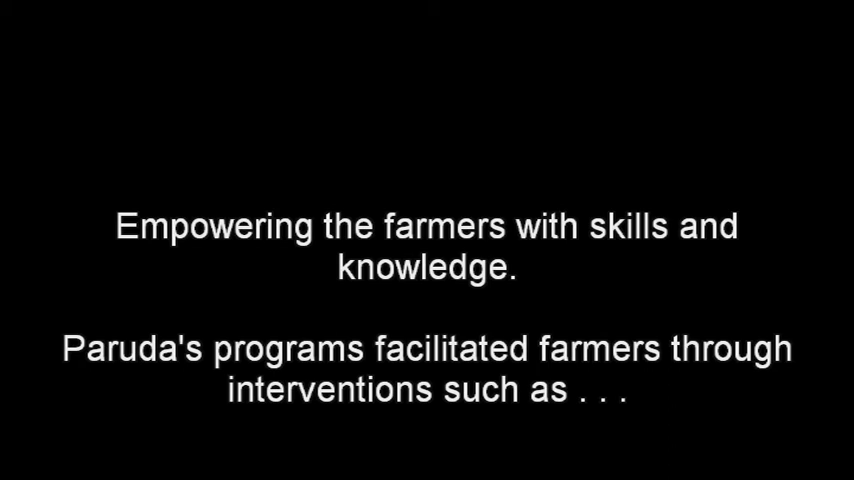 Empowering the farmers with skills and
knowledge.
Paruda's programs facilitated farmers through
interventions such as . . .